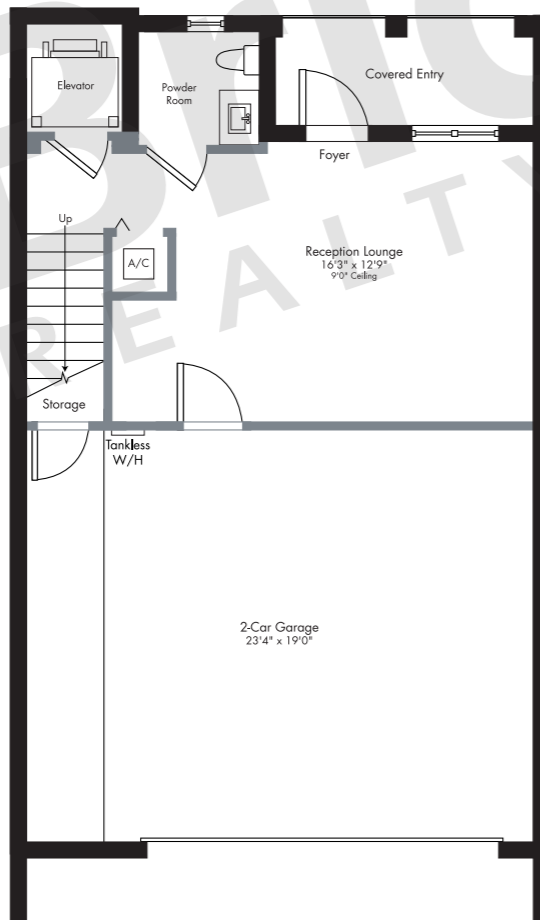 Bric
REALTY
Elevator
Powder
Room
Covered Entry
Foyer
Up
A/C
Reception Lounge
16'3" x 12'9"
9'0" Ceiling
Storage
Tankless
W/H
2-Car Garage
23'4" x 19'0"